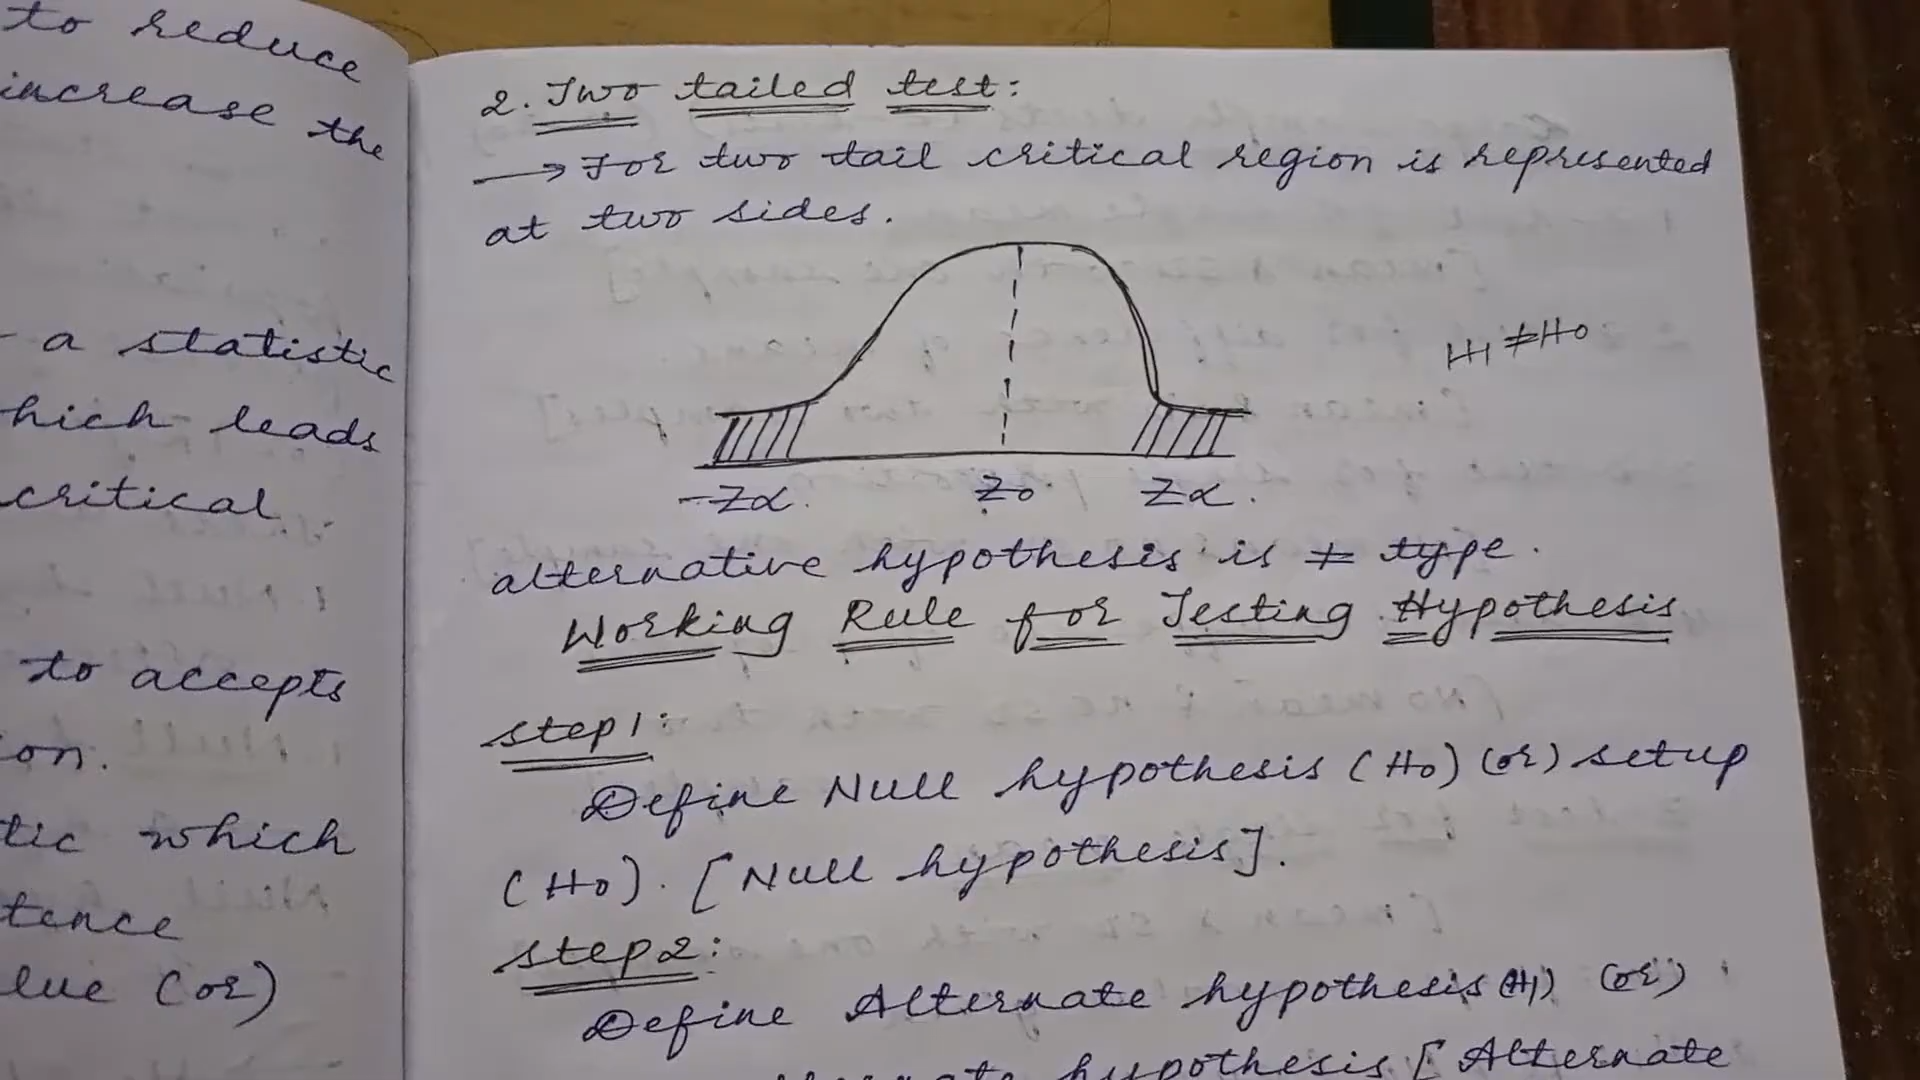 to reduce
increase the
a statistic
hich leads
critical
to accepts
on.
tic which
tence
lue (or)
2. Two tailed test:
→ For two tail critical region is represented
at two sides.
H1 ≠ H0
-Zα. Z0 Zα.
alternative hypothesis is ≠ type.
Working Rule for Testing Hypothesis
step1:
Define Null hypothesis (H0) (or) setup
(H0). [Null hypothesis].
step2:
Define Alternate hypothesis (H1) (or)
hypothesis [Alternate